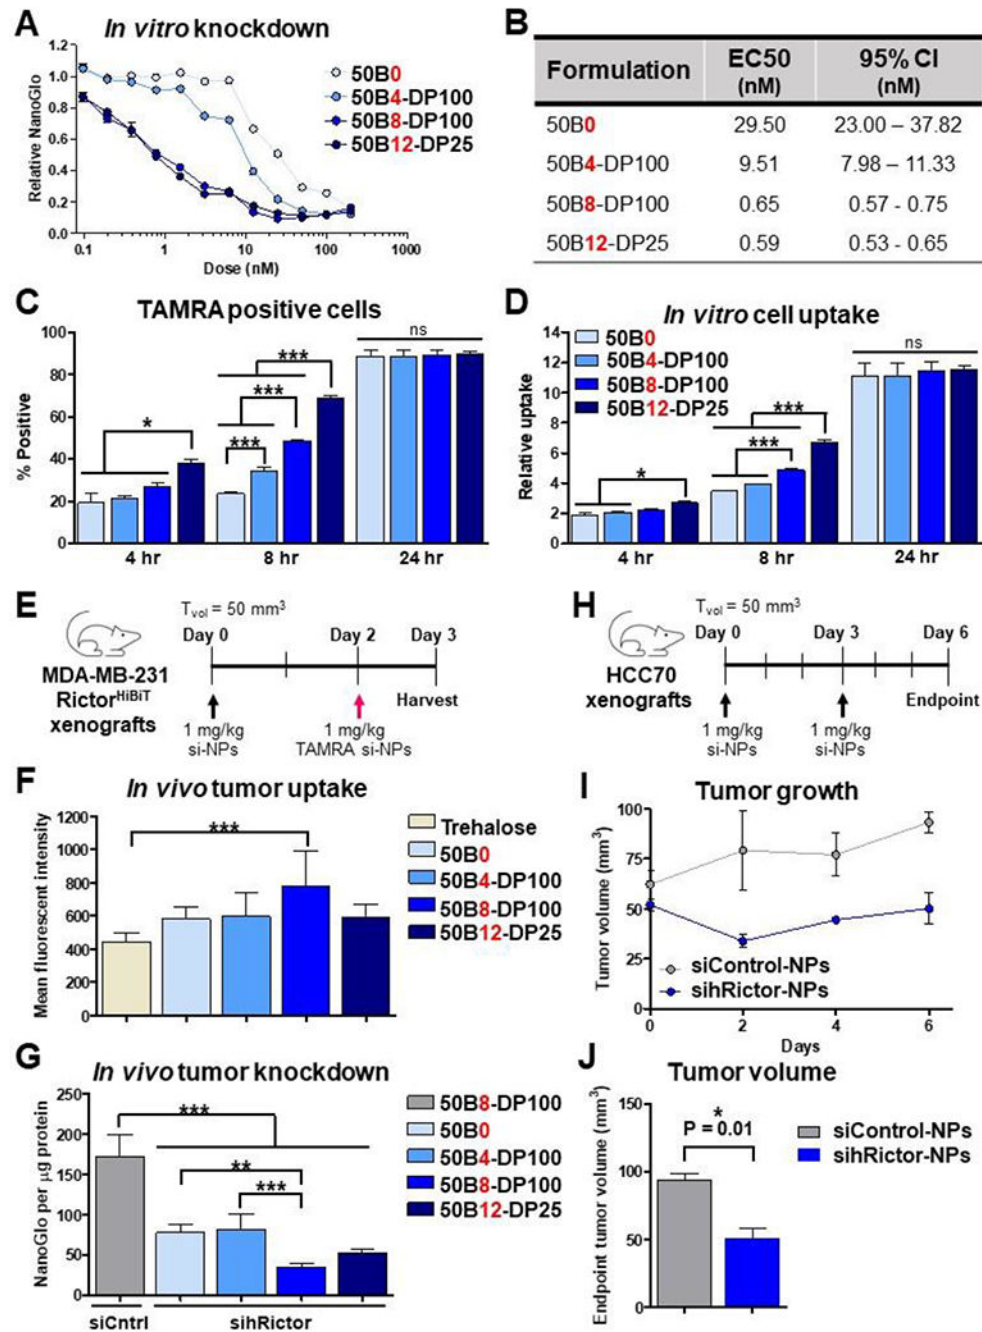 A In vitro knockdown
1.2
1.0
0.8
0.6
0.4
0.2
0.0
Relative NanoGlo
0.1 1 10 100 1000
Dose (nM)
50B0
50B4-DP100
50B8-DP100
50B12-DP25
B
Formulation EC50 (nM) 95% CI (nM)
50B0 29.50 23.00 – 37.82
50B4-DP100 9.51 7.98 – 11.33
50B8-DP100 0.65 0.57 - 0.75
50B12-DP25 0.59 0.53 - 0.65
C TAMRA positive cells
100
80
60
40
20
0
% Positive
*
***
***
***
ns
4 hr 8 hr 24 hr
D In vitro cell uptake
14
12
10
8
6
4
2
0
Relative uptake
50B0
50B4-DP100
50B8-DP100
50B12-DP25
*
***
***
ns
4 hr 8 hr 24 hr
E
Tvol = 50 mm³
Day 0 Day 2 Day 3
MDA-MB-231
RictorHiBiT
xenografts
Harvest
1 mg/kg
si-NPs
1 mg/kg
TAMRA si-NPs
H
Tvol = 50 mm³
Day 0 Day 3 Day 6
HCC70
xenografts
Endpoint
1 mg/kg
si-NPs
1 mg/kg
si-NPs
F In vivo tumor uptake
1200
1000
800
600
400
200
0
Mean fluorescent intensity
***
Trehalose
50B0
50B4-DP100
50B8-DP100
50B12-DP25
I Tumor growth
100
75
50
25
0
Tumor volume (mm³)
siControl-NPs
sihRictor-NPs
0 2 4 6
Days
G In vivo tumor knockdown
250
200
150
100
50
0
NanoGlo per µg protein
***
**
***
50B8-DP100
50B0
50B4-DP100
50B8-DP100
50B12-DP25
siCntrl sihRictor
J Tumor volume
150
100
50
0
Endpoint tumor volume (mm³)
*
P = 0.01
siControl-NPs
sihRictor-NPs